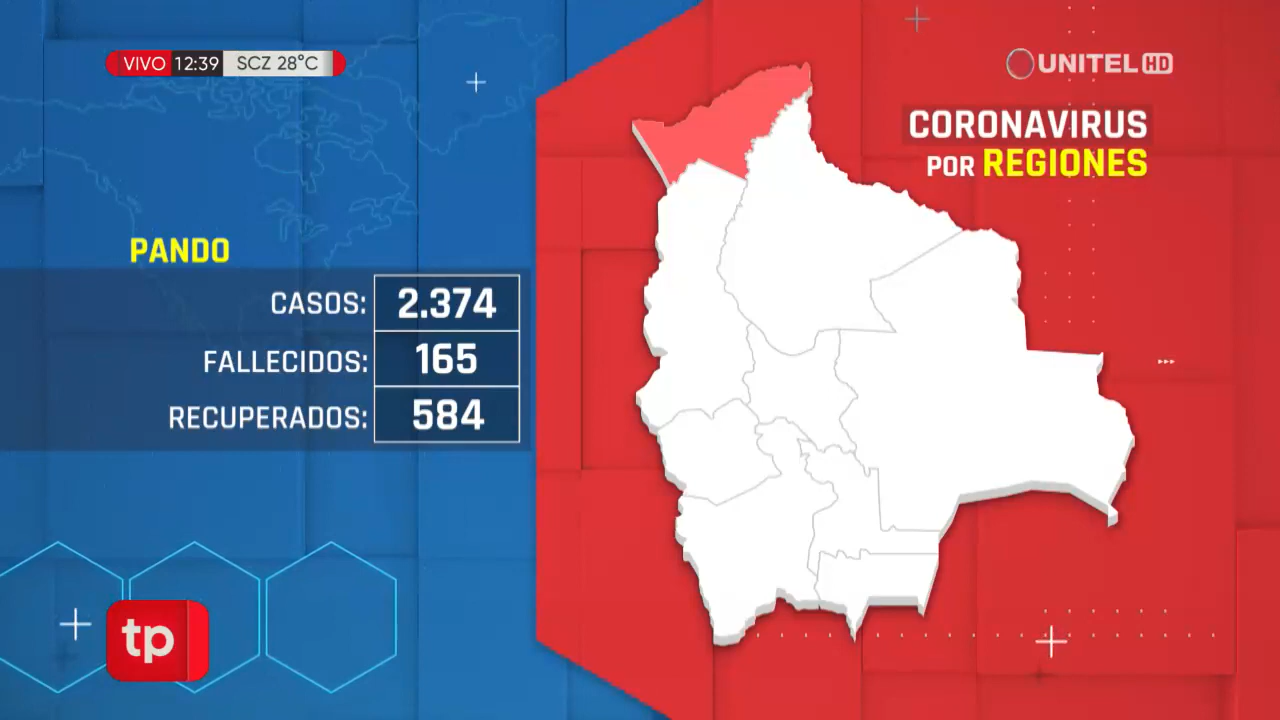 VIVO 12:39 SCZ 28°C
UNITEL HD
CORONAVIRUS
POR REGIONES
PANDO
CASOS: 2.374
FALLECIDOS: 165
RECUPERADOS: 584
tp